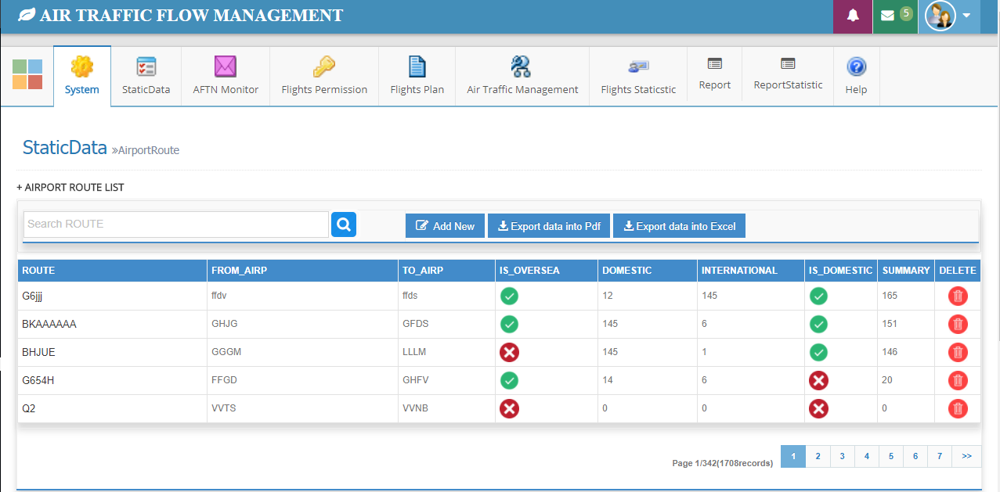 AIR TRAFFIC FLOW MANAGEMENT
5
System
StaticData
AFTN Monitor
Flights Permission
Flights Plan
Air Traffic Management
Flights Staticstic
Report
ReportStatistic
Help
StaticData »AirportRoute
+ AIRPORT ROUTE LIST
Search ROUTE
Add New
Export data into Pdf
Export data into Excel
ROUTE FROM_AIRP TO_AIRP IS_OVERSEA DOMESTIC INTERNATIONAL IS_DOMESTIC SUMMARY DELETE
G6jjj ffdv ffds 12 145 165
BKAAAAAA GHJG GFDS 145 6 151
BHJUE GGGM LLLM 145 1 146
G654H FFGD GHFV 14 6 20
Q2 VVTS VVNB 0 0 0
Page 1/342(1708records) 1 2 3 4 5 6 7 >>